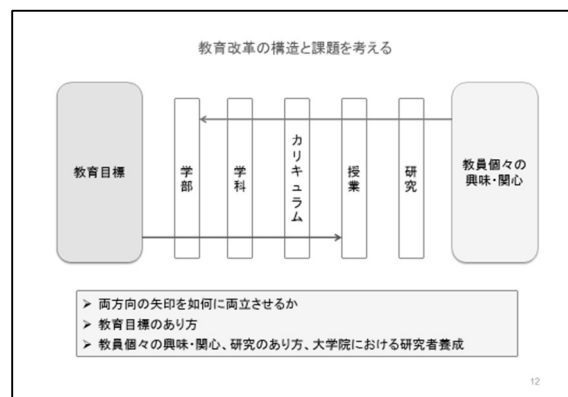 教育改革の構造と課題を考える
教育目標
学部
学科
カリキュラム
授業
研究
教員個々の
興味・関心
➢ 両方向の矢印を如何に両立させるか
➢ 教育目標のあり方
➢ 教員個々の興味・関心、研究のあり方、大学院における研究者養成
12